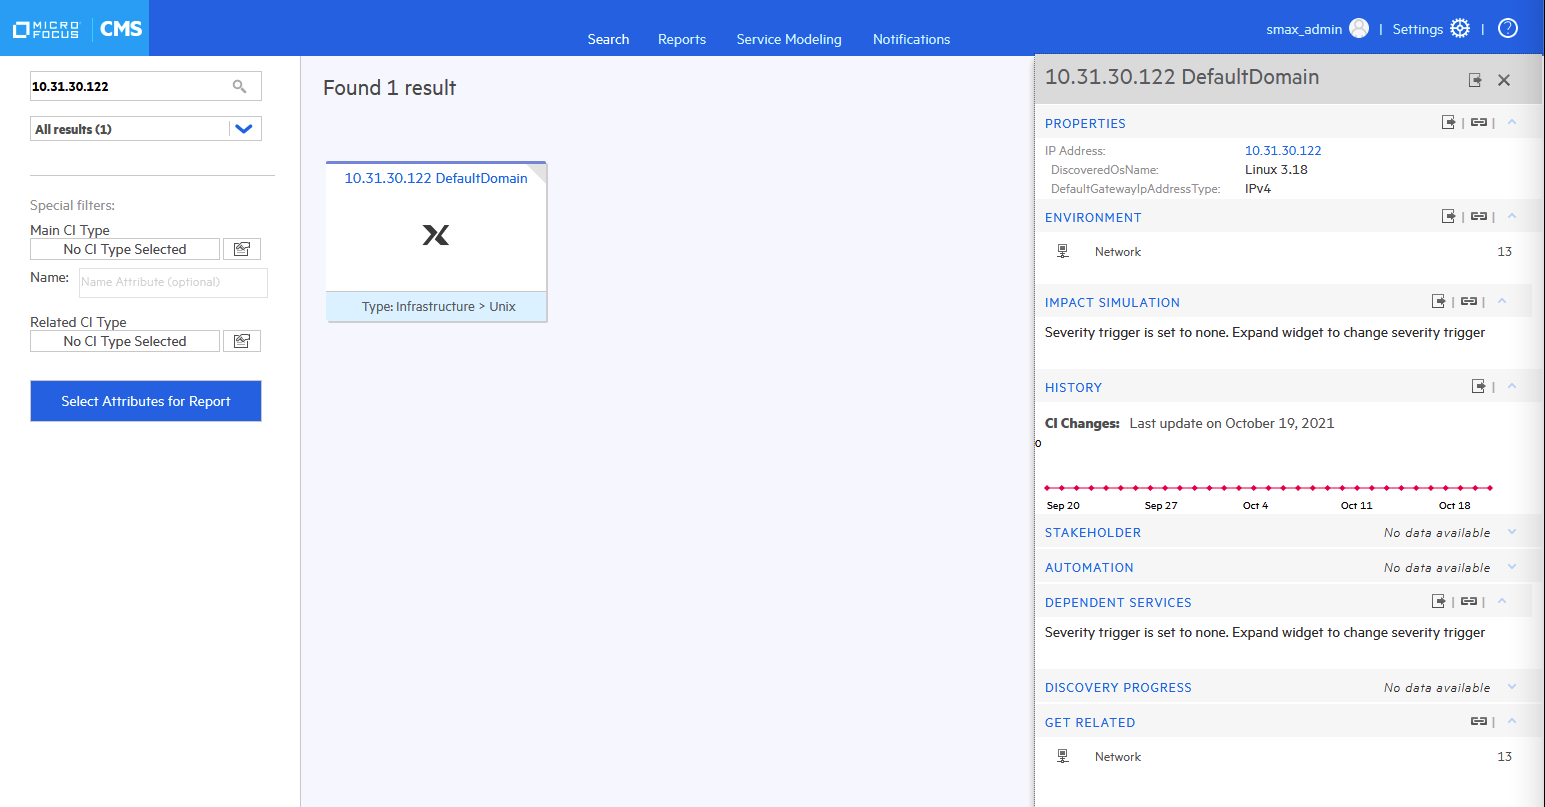 MICRO
FOCUS
CMS
Search
Reports
Service Modeling
Notifications
smax_admin
|
Settings
|
?
10.31.30.122
All results (1)
Special filters:
Main CI Type
No CI Type Selected
Name:
Name Attribute (optional)
Related CI Type
No CI Type Selected
Select Attributes for Report
Found 1 result
10.31.30.122 DefaultDomain
Type: Infrastructure > Unix
10.31.30.122 DefaultDomain
PROPERTIES
IP Address: 10.31.30.122
DiscoveredOsName: Linux 3.18
DefaultGatewayIpAddressType: IPv4
ENVIRONMENT
Network 13
IMPACT SIMULATION
Severity trigger is set to none. Expand widget to change severity trigger
HISTORY
CI Changes: Last update on October 19, 2021
0
Sep 20 Sep 27 Oct 4 Oct 11 Oct 18
STAKEHOLDER No data available
AUTOMATION No data available
DEPENDENT SERVICES
Severity trigger is set to none. Expand widget to change severity trigger
DISCOVERY PROGRESS No data available
GET RELATED
Network 13